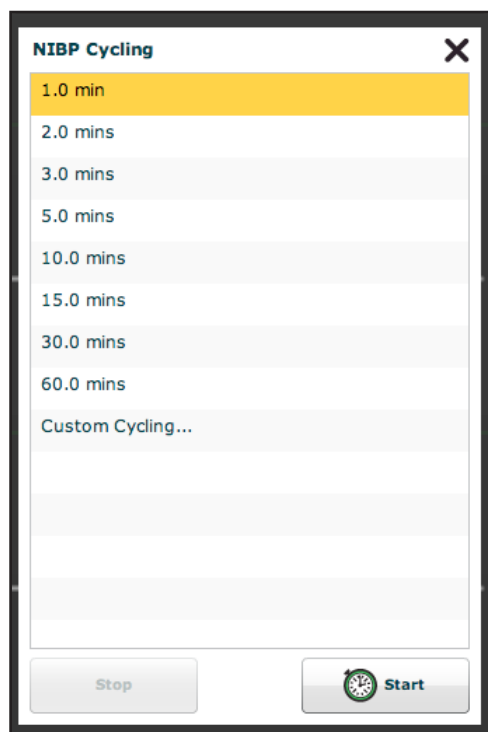 NIBP Cycling
1.0 min
2.0 mins
3.0 mins
5.0 mins
10.0 mins
15.0 mins
30.0 mins
60.0 mins
Custom Cycling...
Stop
Start